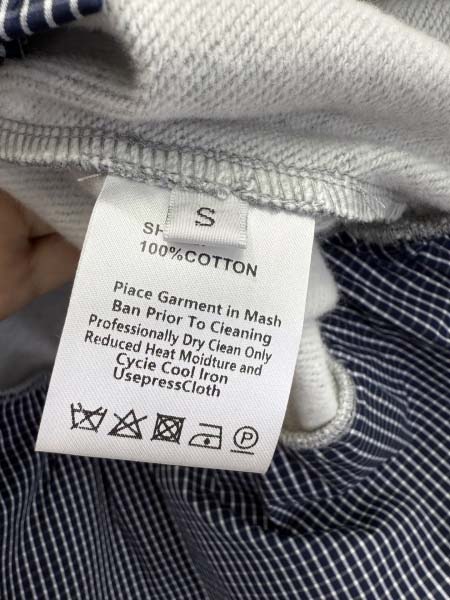 S
100%COTTON
Piace Garment in Mash
Ban Prior To Cleaning
Professionally Dry Clean Only
Reduced Heat Moidture and
Cycie Cool Iron
UsepressCloth
P